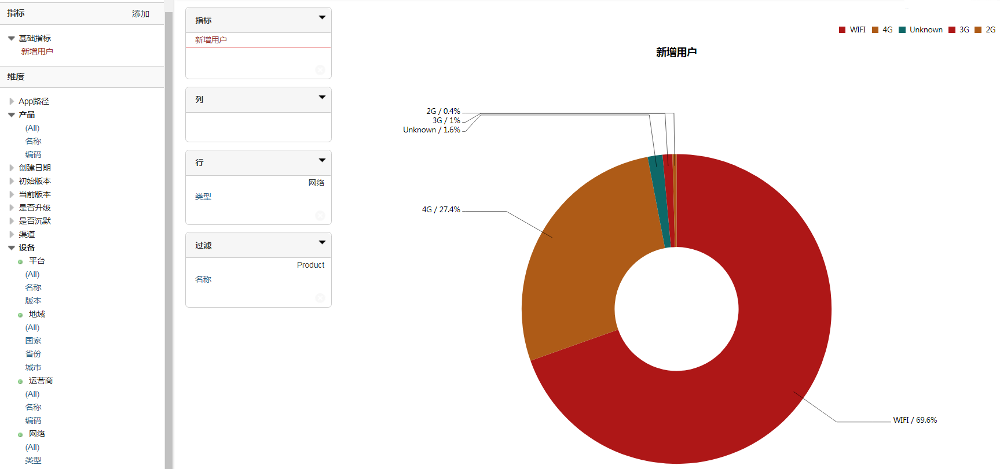 指标 添加
基础指标
新增用户
维度
App路径
产品
(All)
名称
编码
创建日期
初始版本
当前版本
是否升级
是否沉默
渠道
设备
平台
(All)
名称
版本
地域
(All)
国家
省份
城市
运营商
(All)
名称
编码
网络
(All)
类型
指标
新增用户
列
行
网络
类型
过滤
Product
名称
WIFI 4G Unknown 3G 2G
新增用户
2G / 0.4%
3G / 1%
Unknown / 1.6%
4G / 27.4%
WIFI / 69.6%